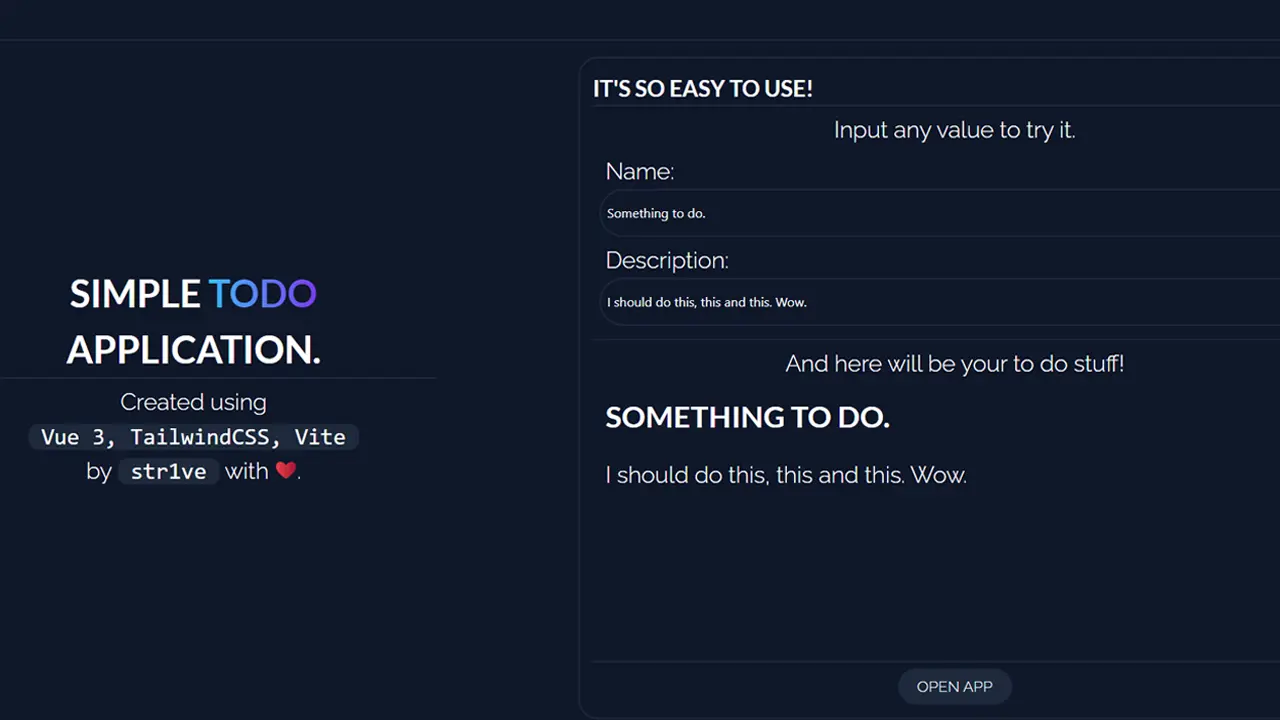 SIMPLE TODO
APPLICATION.
Created using
Vue 3, TailwindCSS, Vite
by str1ve with ❤.
IT'S SO EASY TO USE!
Input any value to try it.
Name:
Something to do.
Description:
I should do this, this and this. Wow.
And here will be your to do stuff!
SOMETHING TO DO.
I should do this, this and this. Wow.
OPEN APP